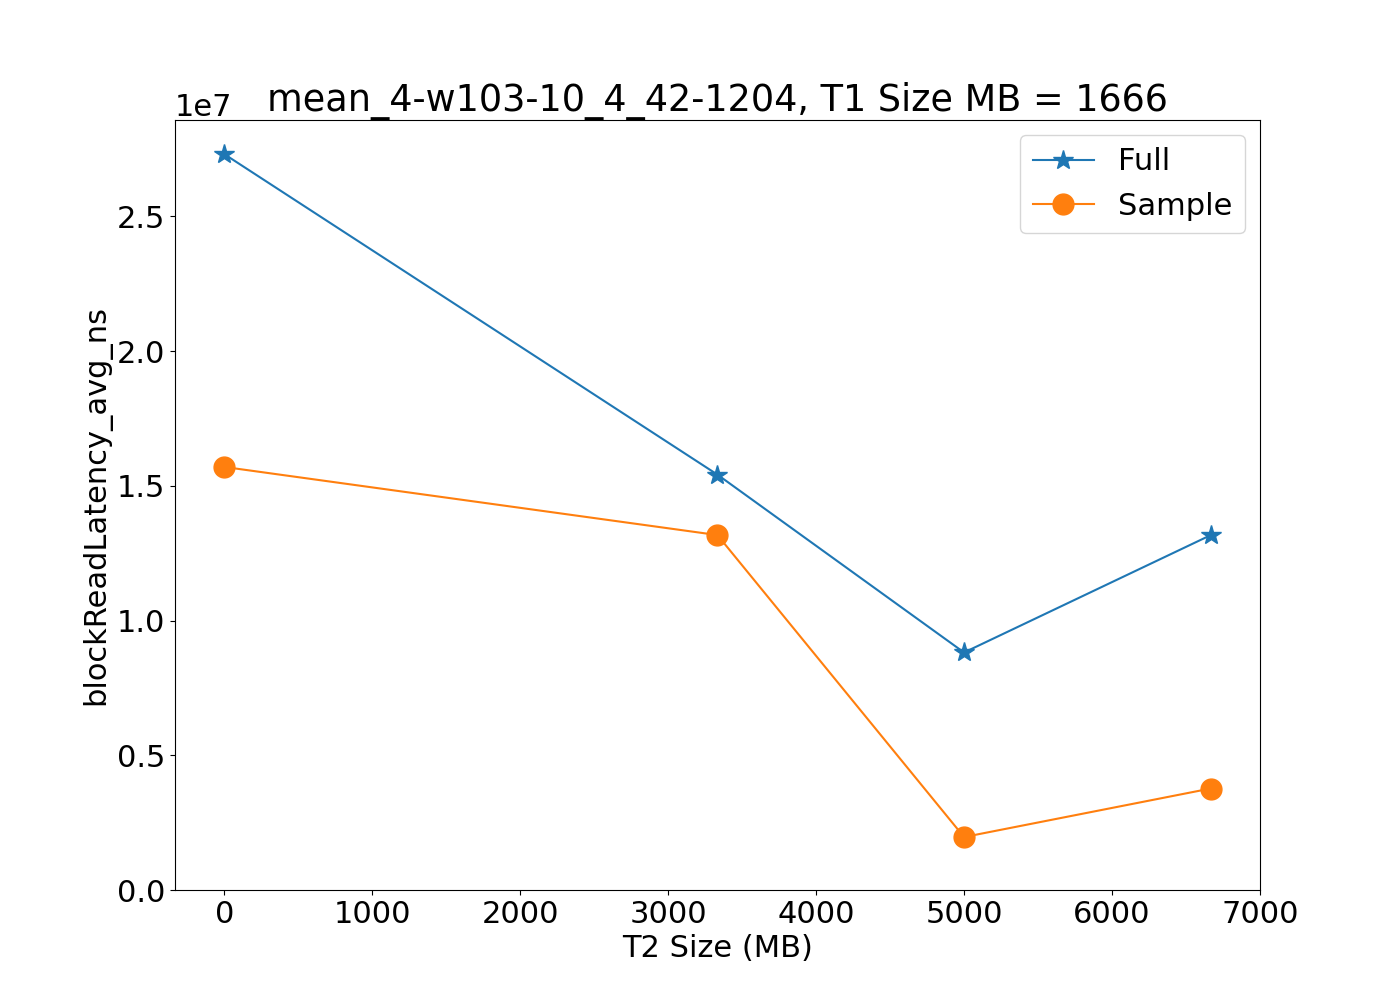 1e7
mean_4-w103-10_4_42-1204, T1 Size MB = 1666
Full
Sample
blockReadLatency_avg_ns
2.5
2.0
1.5
1.0
0.5
0.0
0 1000 2000 3000 4000 5000 6000 7000
T2 Size (MB)